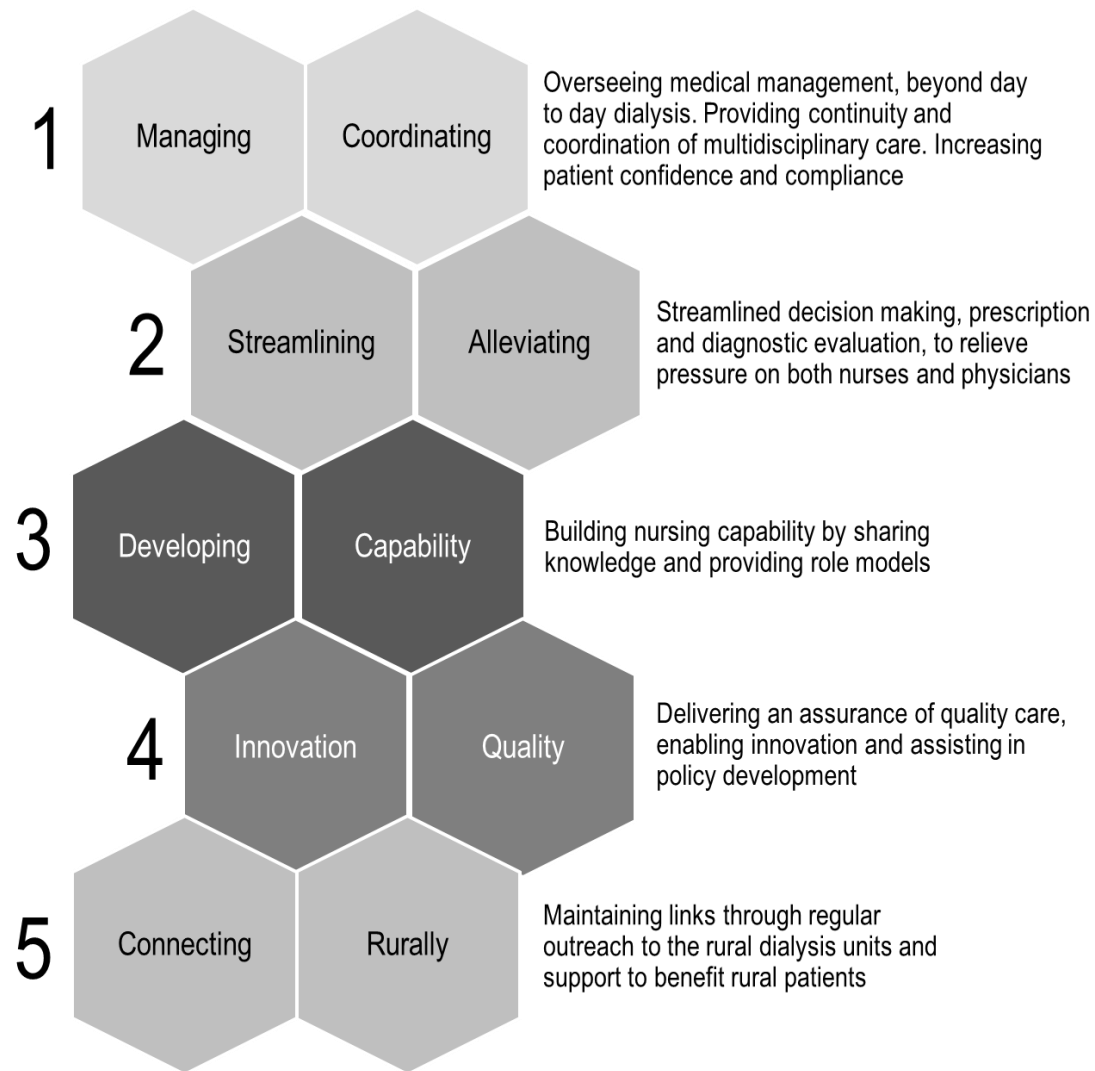 1
Managing
Coordinating
Overseeing medical management, beyond day
to day dialysis. Providing continuity and
coordination of multidisciplinary care. Increasing
patient confidence and compliance
2
Streamlining
Alleviating
Streamlined decision making, prescription
and diagnostic evaluation, to relieve
pressure on both nurses and physicians
3
Developing
Capability
Building nursing capability by sharing
knowledge and providing role models
4
Innovation
Quality
Delivering an assurance of quality care,
enabling innovation and assisting in
policy development
5
Connecting
Rurally
Maintaining links through regular
outreach to the rural dialysis units and
support to benefit rural patients